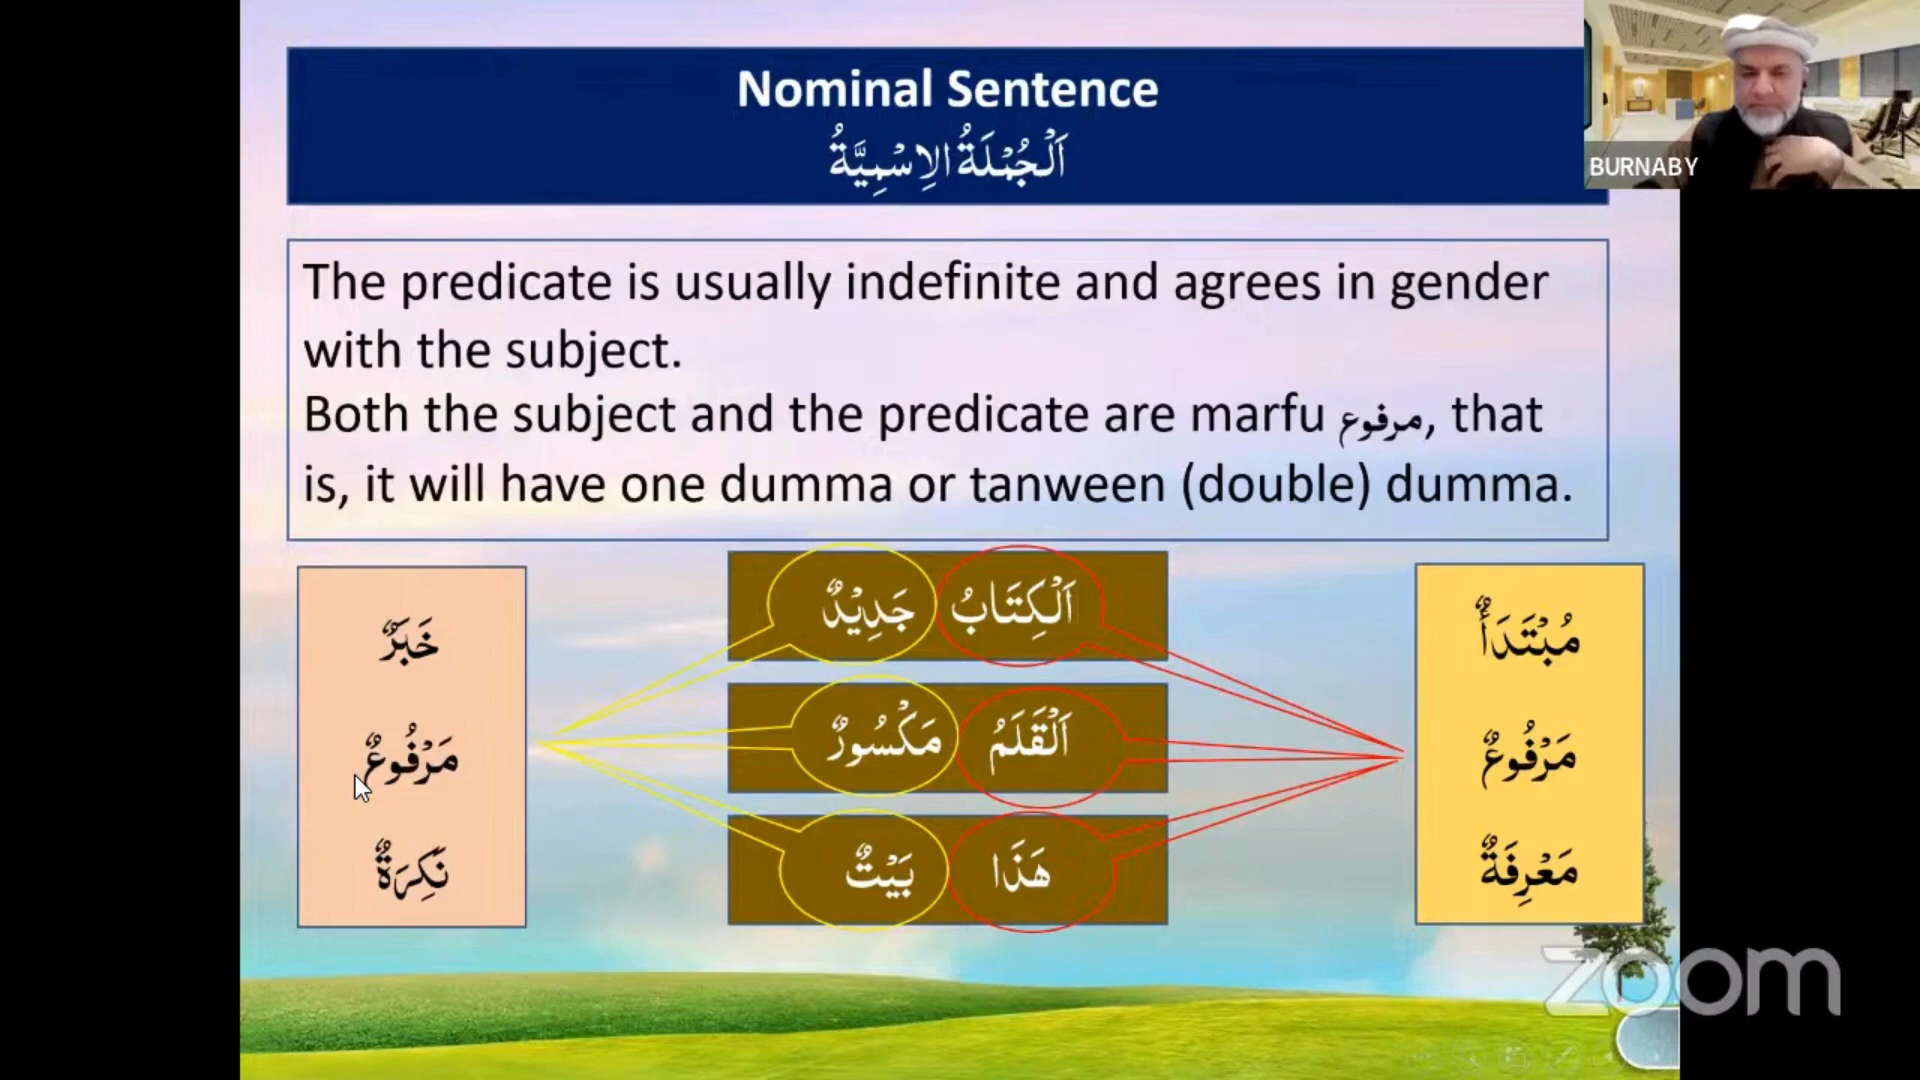 Nominal Sentence
اَلْجُمْلَةُ الِاسْمِيَّةُ
BURNABY
The predicate is usually indefinite and agrees in gender
with the subject.
Both the subject and the predicate are marfu مرفوع, that
is, it will have one dumma or tanween (double) dumma.
مُبْتَدَأٌ
مَرْفُوعٌ
مَعْرِفَةٌ
اَلْكِتَابُ جَدِيْدٌ
اَلْقَلَمُ مَكْسُورٌ
هَذَا بَيْتٌ
خَبَرٌ
مَرْفُوعٌ
نَكِرَةٌ
zoom